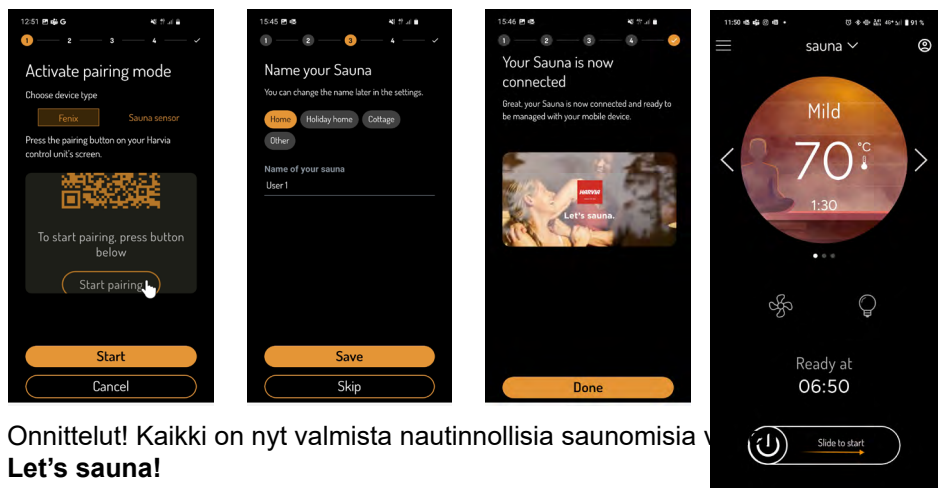 12:51 G
1 2 3 4
Activate pairing mode
Choose device type
Fenix Sauna sensor
Press the pairing button on your Harvia
control unit's screen.
To start pairing, press button
below
Start pairing
Start
Cancel
15:45
1 2 3 4
Name your Sauna
You can change the name later in the settings.
Home Holiday home Cottage
Other
Name of your sauna
User 1
Save
Skip
15:46
1 2 3 4
Your Sauna is now
connected
Great, your Sauna is now connected and ready to
be managed with your mobile device.
HARVIA
Let's sauna.
Done
11:50 91 %
sauna
Mild
70 °C
1:30
Ready at
06:50
Slide to start
Onnittelut! Kaikki on nyt valmista nautinnollisia saunomisia
Let's sauna!